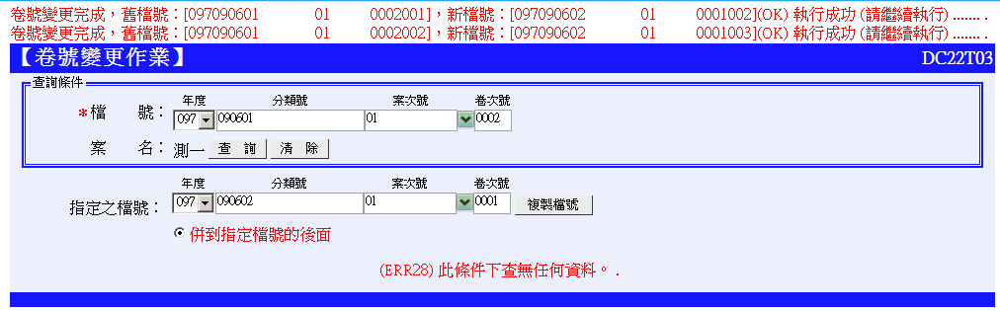 卷號變更完成，舊檔號：[097090601 01 0002001]，新檔號：[097090602 01 0001002](OK) 執行成功 (請繼續執行) ....... .
卷號變更完成，舊檔號：[097090601 01 0002002]，新檔號：[097090602 01 0001003](OK) 執行成功 (請繼續執行) ....... .
【卷號變更作業】 DC22T03
查詢條件
年度 分類號 案次號 卷次號
*檔 號： 097 090601 01 0002
案 名： 測一 查 詢 清 除
年度 分類號 案次號 卷次號
指定之檔號： 097 090602 01 0001 複製檔號
併到指定檔號的後面
(ERR28) 此條件下查無任何資料。 .